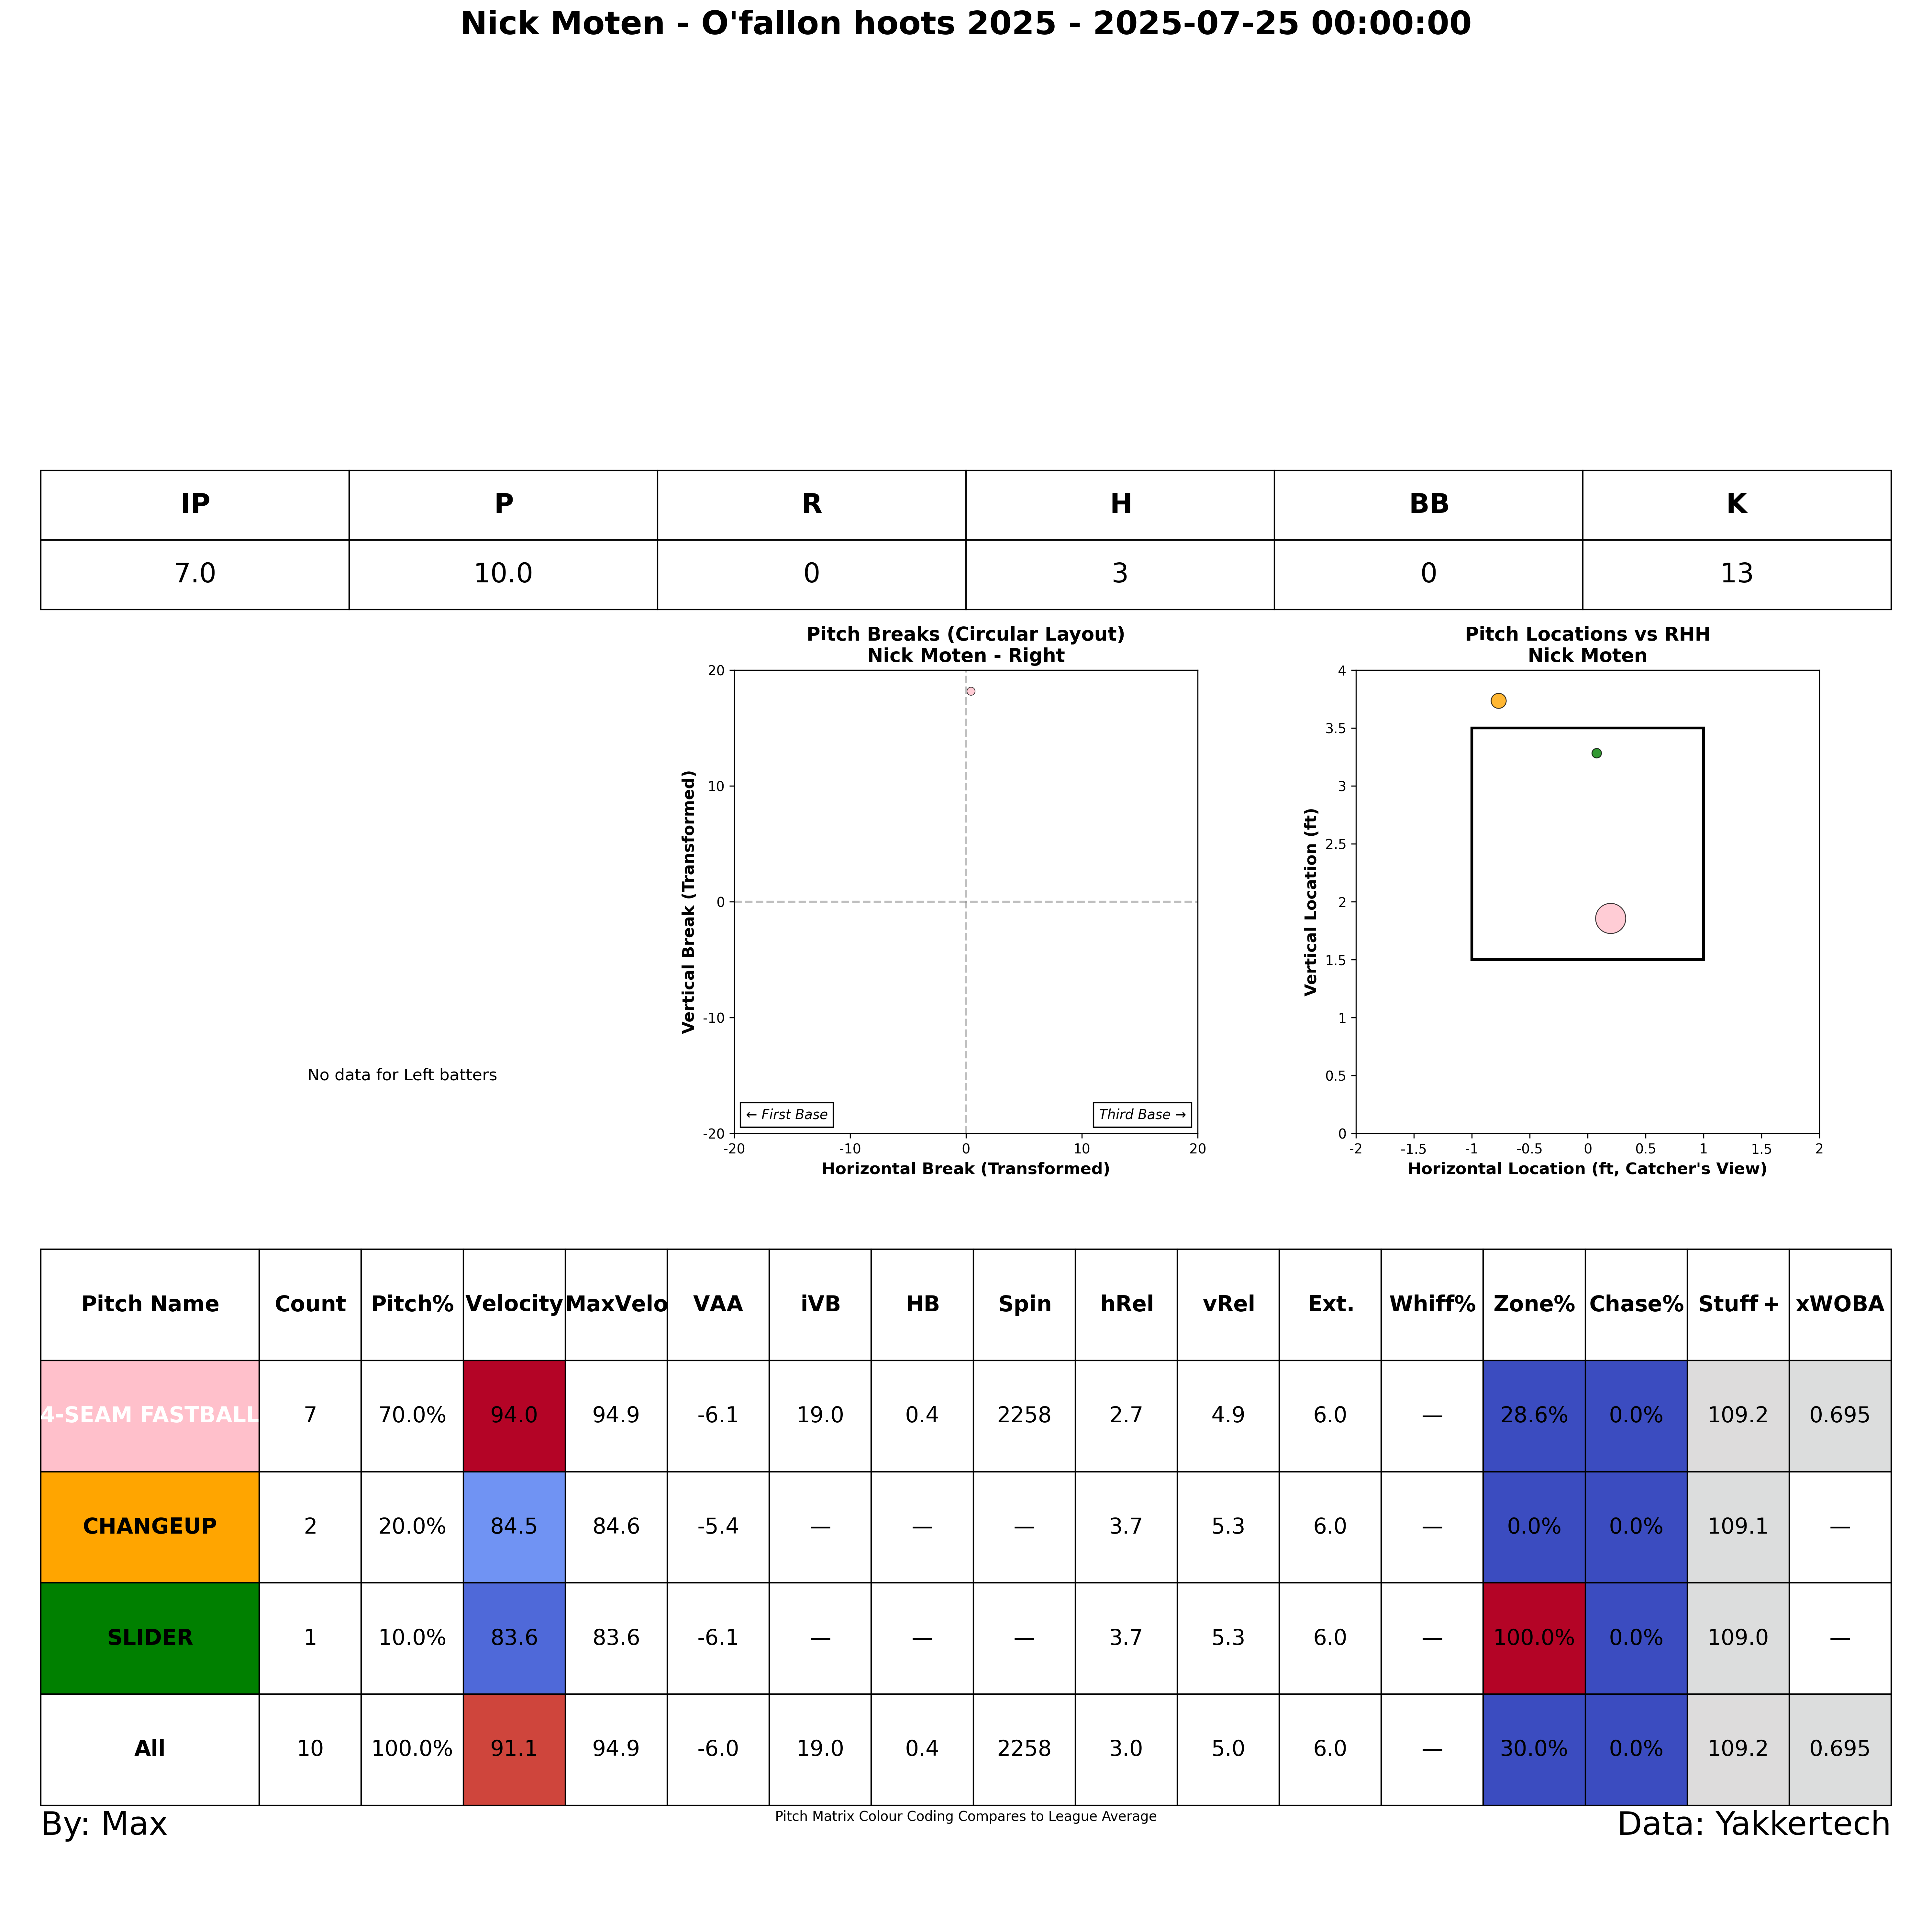 Nick Moten - O'fallon hoots 2025 - 2025-07-25 00:00:00
IP P R H BB K
7.0 10.0 0 3 0 13
Pitch Breaks (Circular Layout)
Nick Moten - Right
20
10
0
-10
-20
-20 -10 0 10 20
Vertical Break (Transformed)
← First Base
Third Base →
Horizontal Break (Transformed)
Pitch Locations vs RHH
Nick Moten
4
3.5
3
2.5
2
1.5
1
0.5
0
-2 -1.5 -1 -0.5 0 0.5 1 1.5 2
Vertical Location (ft)
Horizontal Location (ft, Catcher's View)
No data for Left batters
Pitch Name Count Pitch% Velocity MaxVelo VAA iVB HB Spin hRel vRel Ext. Whiff% Zone% Chase% Stuff+ xWOBA
4-SEAM FASTBALL 7 70.0% 94.0 94.9 -6.1 19.0 0.4 2258 2.7 4.9 6.0 — 28.6% 0.0% 109.2 0.695
CHANGEUP 2 20.0% 84.5 84.6 -5.4 — — — 3.7 5.3 6.0 — 0.0% 0.0% 109.1 —
SLIDER 1 10.0% 83.6 83.6 -6.1 — — — 3.7 5.3 6.0 — 100.0% 0.0% 109.0 —
All 10 100.0% 91.1 94.9 -6.0 19.0 0.4 2258 3.0 5.0 6.0 — 30.0% 0.0% 109.2 0.695
By: Max
Pitch Matrix Colour Coding Compares to League Average
Data: Yakkertech